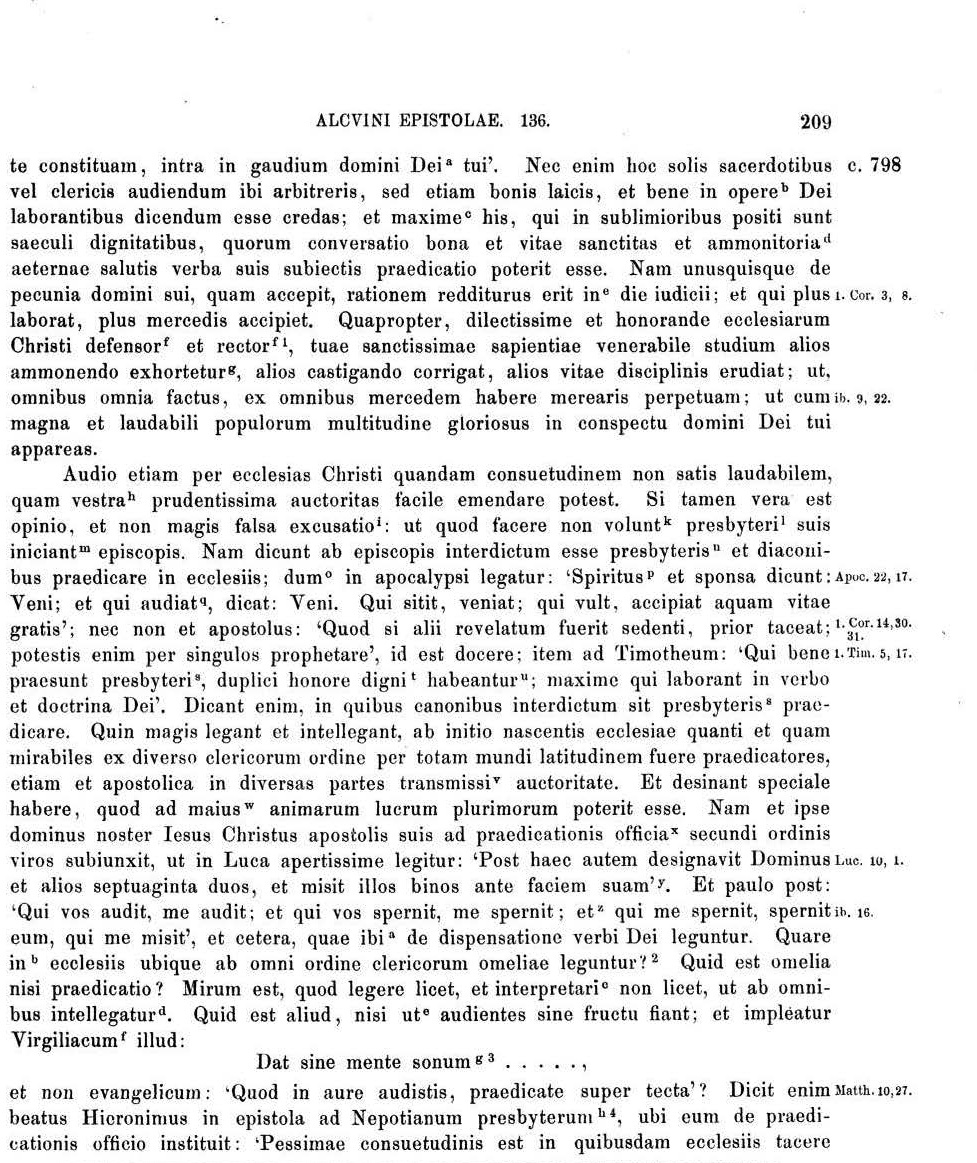 ALCVINI EPISTOLAE. 136. 209
te constituam, intra in gaudium domini Dei ᵃ tui’. Nec enim hoc solis sacerdotibus c. 798
vel clericis audiendum ibi arbitreris, sed etiam bonis laicis, et bene in opere ᵇ Dei
laborantibus dicendum esse credas; et maxime ᶜ his, qui in sublimioribus positi sunt
saeculi dignitatibus, quorum conversatio bona et vitae sanctitas et ammonitoria ᵈ
aeternae salutis verba suis subiectis praedicatio poterit esse. Nam unusquisque de
pecunia domini sui, quam accepit, rationem redditurus erit in ᵉ die iudicii; et qui plus 1. Cor. 3, 8.
laborat, plus mercedis accipiet. Quapropter, dilectissime et honorande ecclesiarum
Christi defensor ᶠ et rector ᶠ ¹, tuae sanctissimae sapientiae venerabile studium alios
ammonendo exhortetur ᵍ, alios castigando corrigat, alios vitae disciplinis erudiat; ut,
omnibus omnia factus, ex omnibus mercedem habere merearis perpetuam; ut cum ib. 9, 22.
magna et laudabili populorum multitudine gloriosus in conspectu domini Dei tui
appareas.
Audio etiam per ecclesias Christi quandam consuetudinem non satis laudabilem,
quam vestra ʰ prudentissima auctoritas facile emendare potest. Si tamen vera est
opinio, et non magis falsa excusatio ⁱ: ut quod facere non volunt ᵏ presbyteri ˡ suis
iniciant ᵐ episcopis. Nam dicunt ab episcopis interdictum esse presbyteris ⁿ et diaconi-
bus praedicare in ecclesiis; dum ᵒ in apocalypsi legatur: ‘Spiritus ᵖ et sponsa dicunt: Apoc. 22, 17.
Veni; et qui audiat q, dicat: Veni. Qui sitit, veniat; qui vult, accipiat aquam vitae
gratis’; nec non et apostolus: ‘Quod si alii revelatum fuerit sedenti, prior taceat; 1. Cor. 14, 30. 31.
potestis enim per singulos prophetare’, id est docere; item ad Timotheum: ‘Qui bene 1. Tim. 5, 17.
praesunt presbyteri ˢ, duplici honore digni ᵗ habeantur ᵘ; maxime qui laborant in verbo
et doctrina Dei’. Dicant enim, in quibus canonibus interdictum sit presbyteris ˢ prae-
dicare. Quin magis legant et intellegant, ab initio nascentis ecclesiae quanti et quam
mirabiles ex diverso clericorum ordine per totam mundi latitudinem fuere praedicatores,
etiam et apostolica in diversas partes transmissi ᵛ auctoritate. Et desinant speciale
habere, quod ad maius ʷ animarum lucrum plurimorum poterit esse. Nam et ipse
dominus noster Iesus Christus apostolis suis ad praedicationis officia ˣ secundi ordinis
viros subiunxit, ut in Luca apertissime legitur: ‘Post haec autem designavit Dominus Luc. 10, 1.
et alios septuaginta duos, et misit illos binos ante faciem suam’ ʸ. Et paulo post:
‘Qui vos audit, me audit; et qui vos spernit, me spernit; et ᶻ qui me spernit, spernit ib. 16.
eum, qui me misit’, et cetera, quae ibi ᵃ de dispensatione verbi Dei leguntur. Quare
in ᵇ ecclesiis ubique ab omni ordine clericorum omeliae leguntur? ² Quid est omelia
nisi praedicatio? Mirum est, quod legere licet, et interpretari ᶜ non licet, ut ab omni-
bus intellegatur ᵈ. Quid est aliud, nisi ut ᵉ audientes sine fructu fiant; et impleatur
Virgiliacum ᶠ illud:
Dat sine mente sonum ᵍ ³ . . . . . ,
et non evangelicum: ‘Quod in aure audistis, praedicate super tecta’? Dicit enim Matth. 10, 27.
beatus Hieronimus in epistola ad Nepotianum presbyterum ʰ ⁴, ubi eum de praedi-
cationis officio instituit: ‘Pessimae consuetudinis est in quibusdam ecclesiis tacere